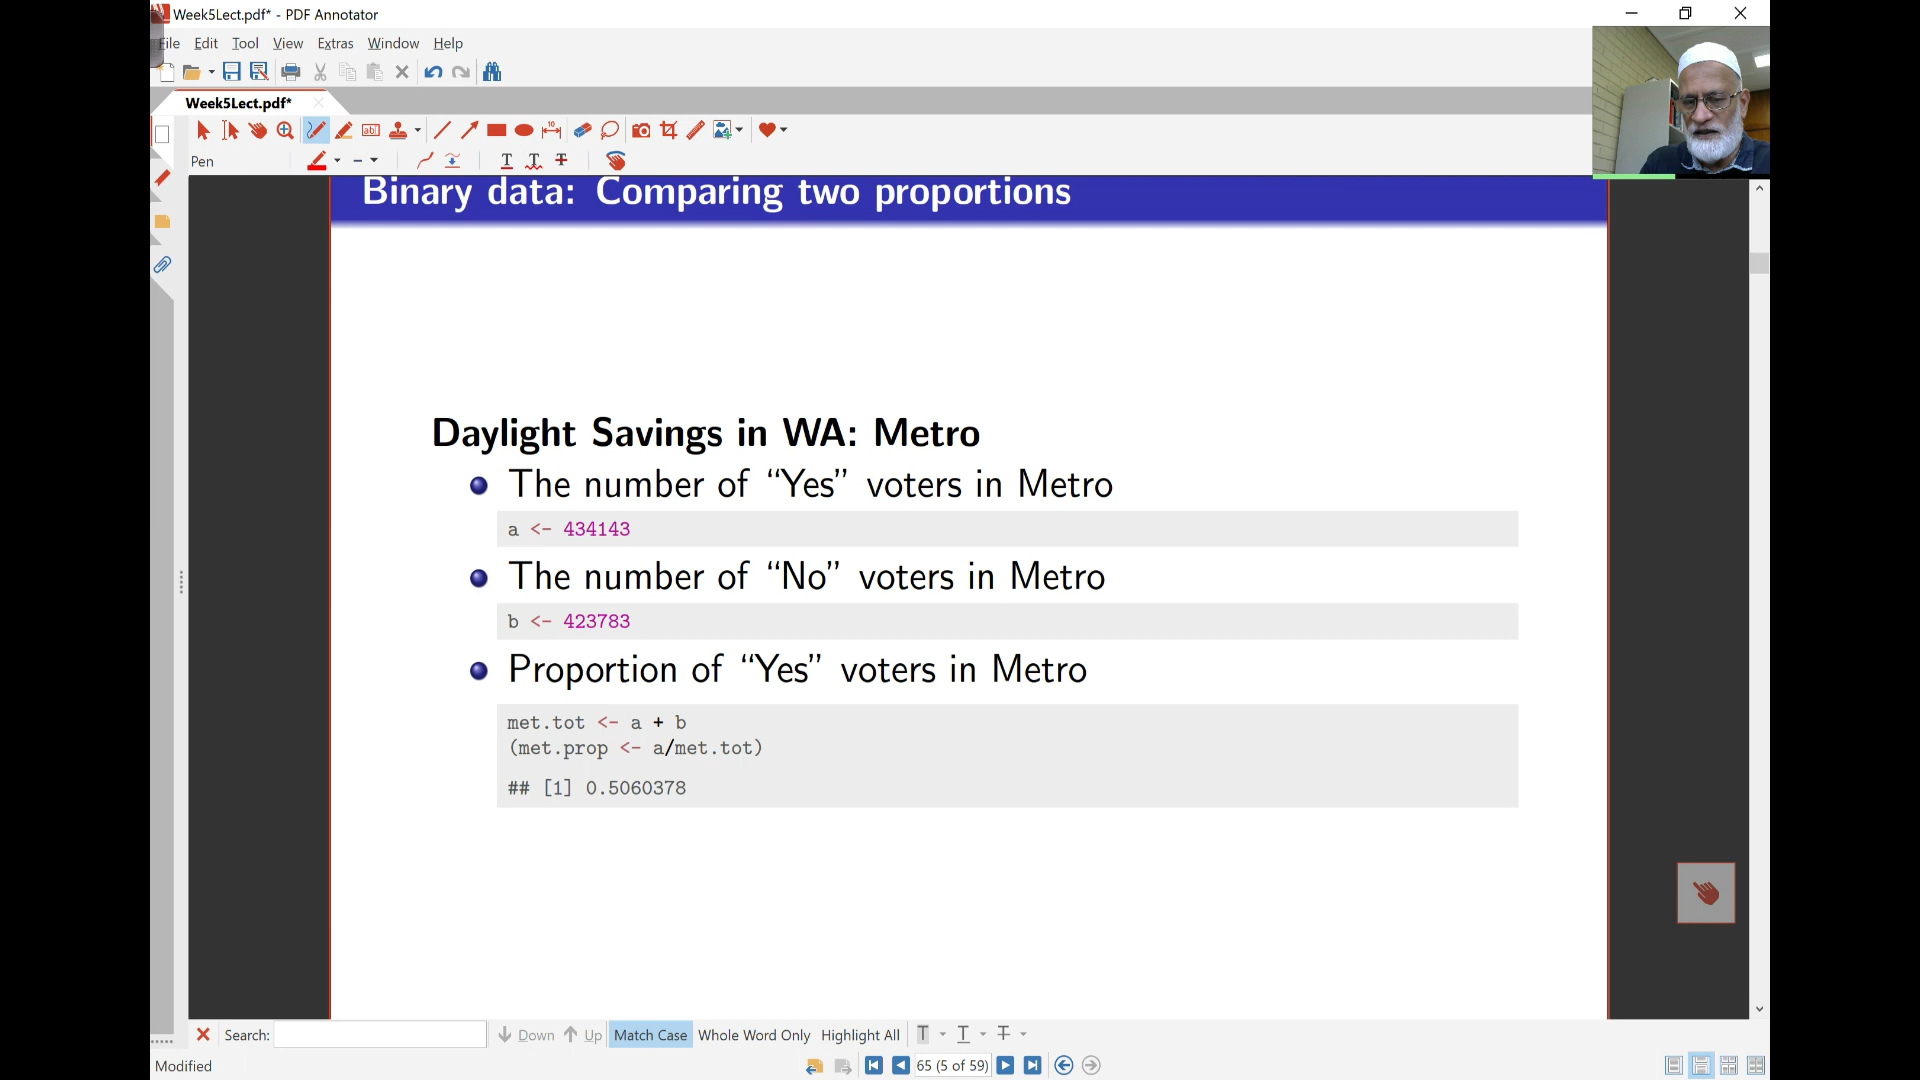 Week5Lect.pdf* - PDF Annotator
File Edit Tool View Extras Window Help
Week5Lect.pdf*
Pen
Binary data: Comparing two proportions
Daylight Savings in WA: Metro
The number of “Yes” voters in Metro
a <- 434143
The number of “No” voters in Metro
b <- 423783
Proportion of “Yes” voters in Metro
met.tot <- a + b
(met.prop <- a/met.tot)
## [1] 0.5060378
Search: Down Up Match Case Whole Word Only Highlight All
Modified 65 (5 of 59)